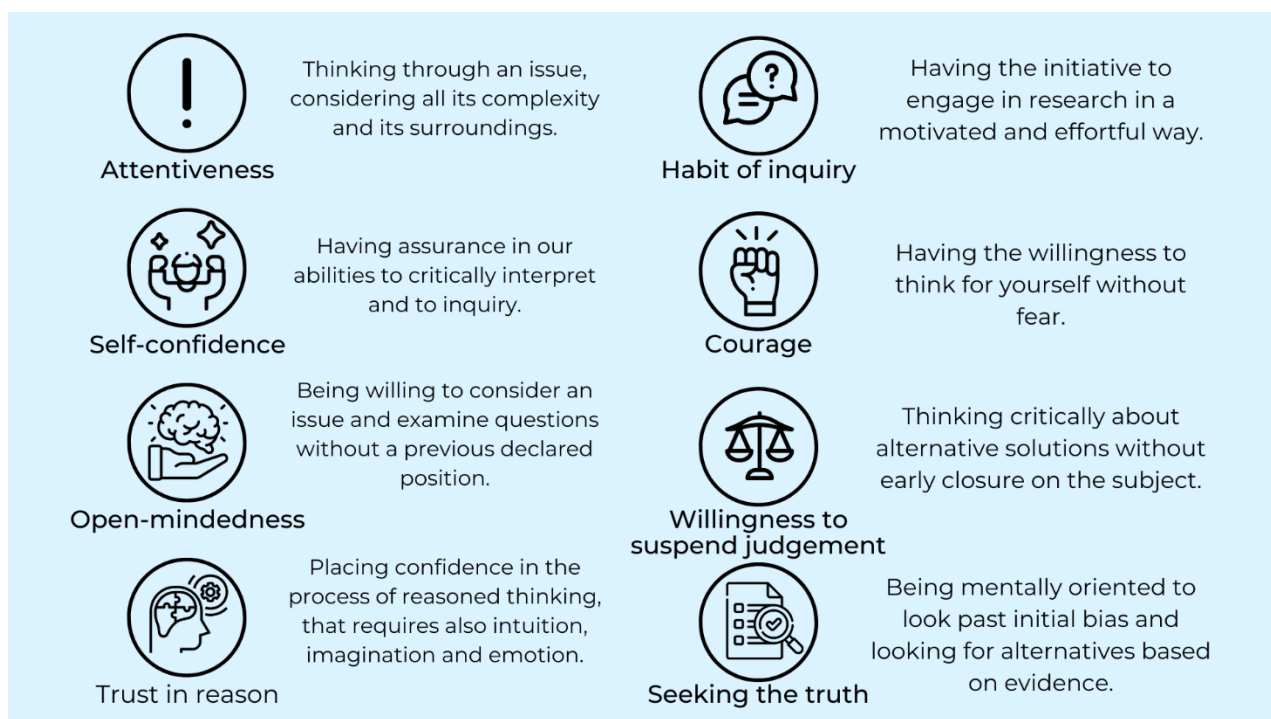 Thinking through an issue,
considering all its complexity
and its surroundings.
Attentiveness
Having the initiative to
engage in research in a
motivated and effortful way.
Habit of inquiry
Having assurance in our
abilities to critically interpret
and to inquiry.
Self-confidence
Having the willingness to
think for yourself without
fear.
Courage
Being willing to consider an
issue and examine questions
without a previous declared
position.
Open-mindedness
Thinking critically about
alternative solutions without
early closure on the subject.
Willingness to
suspend judgement
Placing confidence in the
process of reasoned thinking,
that requires also intuition,
imagination and emotion.
Trust in reason
Being mentally oriented to
look past initial bias and
looking for alternatives based
on evidence.
Seeking the truth